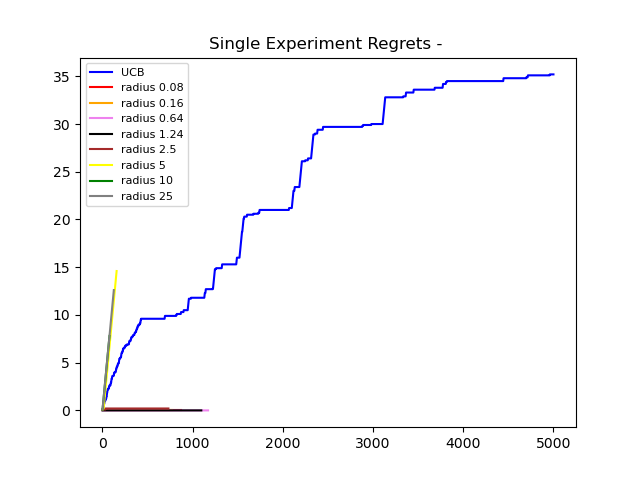 Single Experiment Regrets -
UCB
radius 0.08
radius 0.16
radius 0.64
radius 1.24
radius 2.5
radius 5
radius 10
radius 25
35
30
25
20
15
10
5
0
0 1000 2000 3000 4000 5000